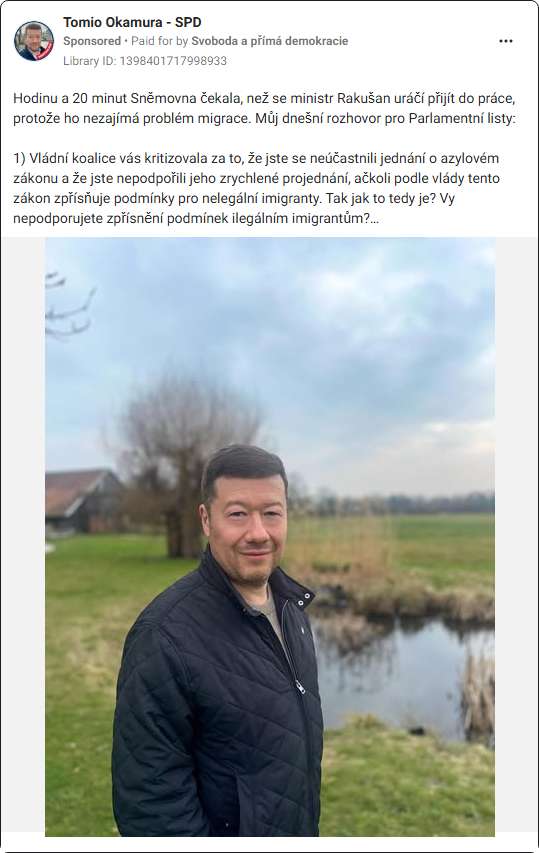 Tomio Okamura - SPD
Sponsored • Paid for by Svoboda a přímá demokracie
Library ID: 1398401717998933
Hodinu a 20 minut Sněmovna čekala, než se ministr Rakušan uráčí přijít do práce,
protože ho nezajímá problém migrace. Můj dnešní rozhovor pro Parlamentní listy:
1) Vládní koalice vás kritizovala za to, že jste se neúčastnili jednání o azylovém
zákonu a že jste nepodpořili jeho zrychlené projednání, ačkoli podle vlády tento
zákon zpřísňuje podmínky pro nelegální imigranty. Tak jak to tedy je? Vy
nepodporujete zpřísnění podmínek ilegálním imigrantům?…